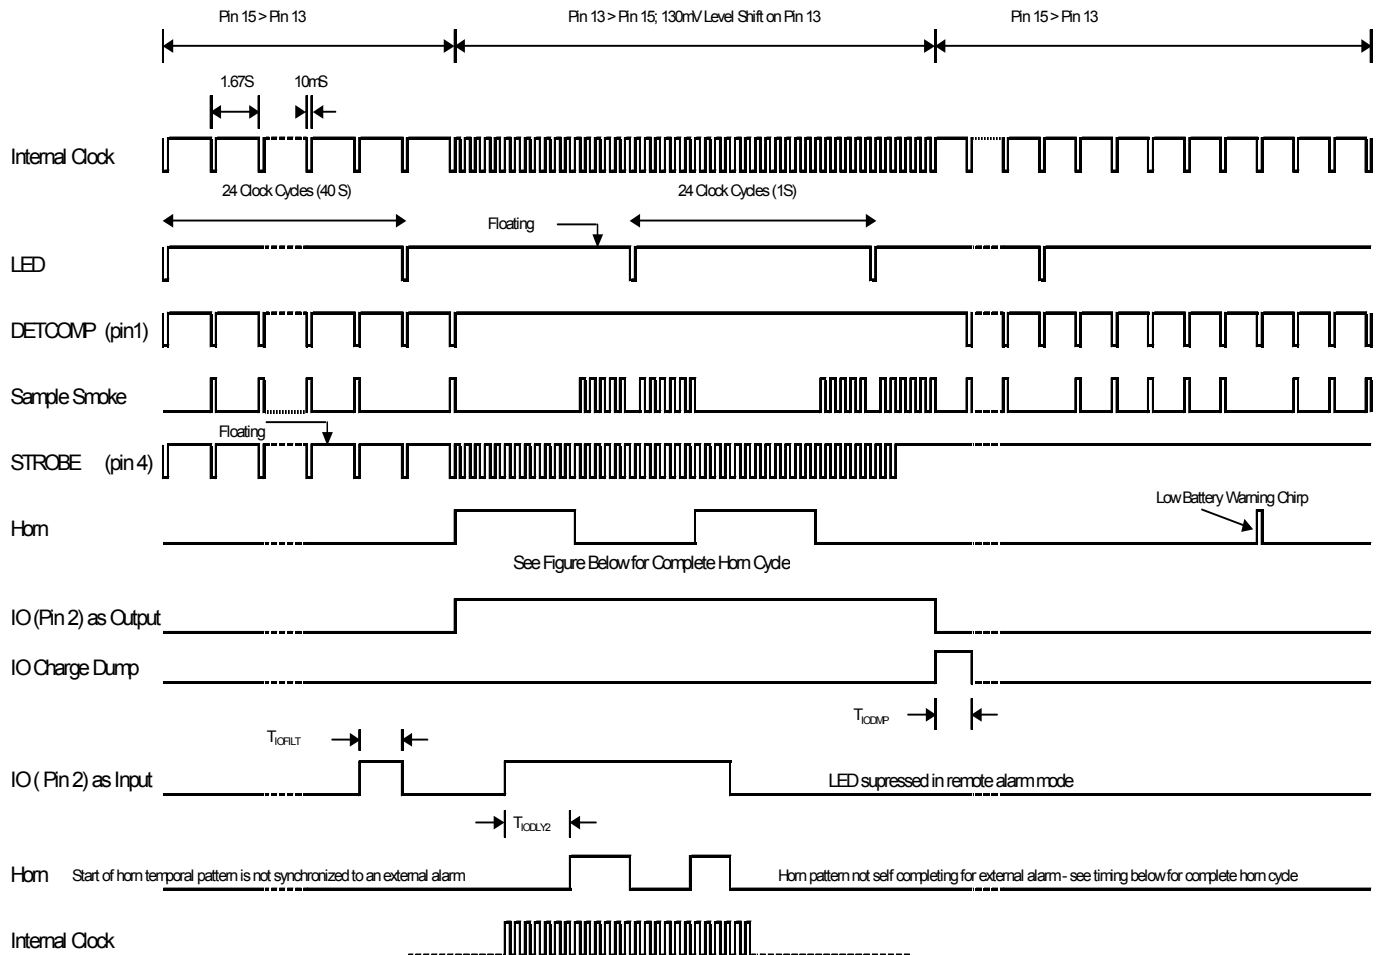 Pin 15 > Pin 13
Pin 13 > Pin 15; 130mV Level Shift on Pin 13
Pin 15 > Pin 13
1.67S
10mS
Internal Clock
24 Clock Cycles (40 S)
24 Clock Cycles (1S)
Floating
LED
DETCOMP (pin1)
Sample Smoke
Floating
STROBE (pin 4)
Low Battery Warning Chirp
Horn
See Figure Below for Complete Horn Cycle
IO (Pin 2) as Output
IO Charge Dump
TIODMP
TIOFILT
IO ( Pin 2) as Input
LED supressed in remote alarm mode
TIODLY2
Horn
Start of horn temporal pattern is not synchronized to an external alarm
Horn pattern not self completing for external alarm - see timing below for complete horn cycle
Internal Clock